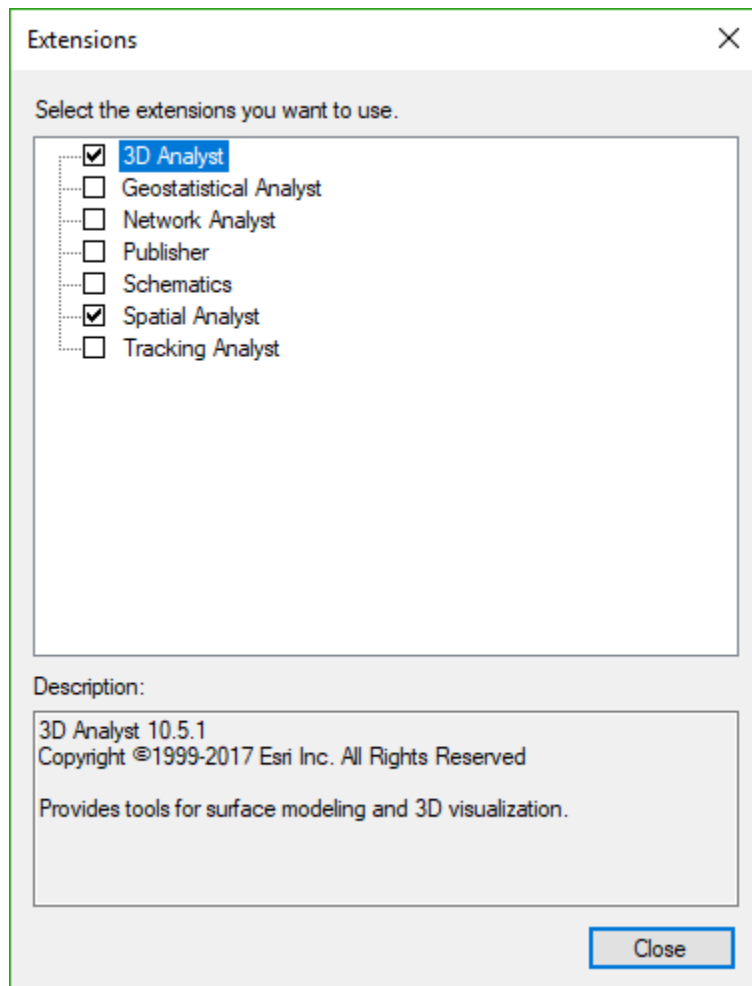 Extensions
Select the extensions you want to use.
3D Analyst
Geostatistical Analyst
Network Analyst
Publisher
Schematics
Spatial Analyst
Tracking Analyst
Description:
3D Analyst 10.5.1
Copyright ©1999-2017 Esri Inc. All Rights Reserved
Provides tools for surface modeling and 3D visualization.
Close